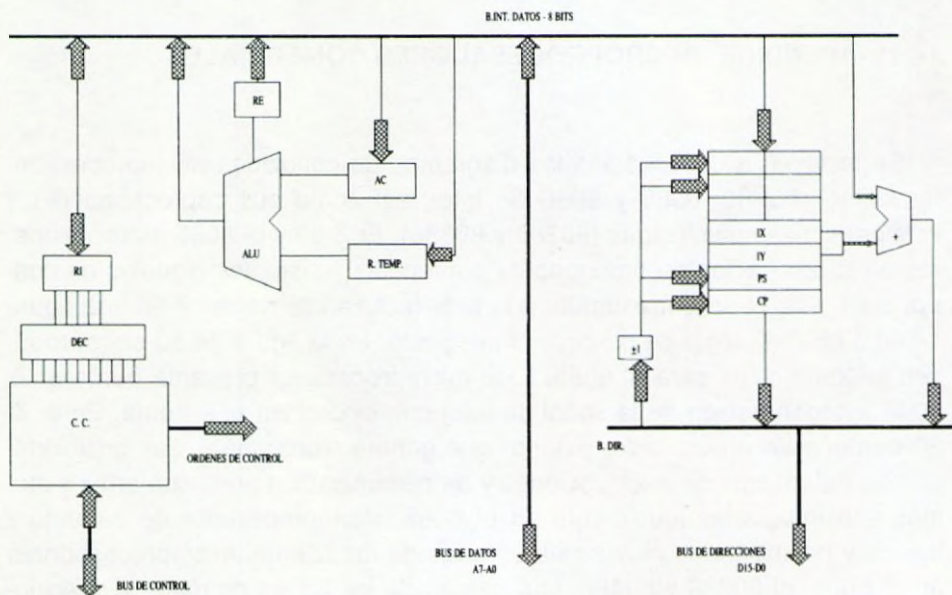 B.INT. DATOS - 8 BITS
RE
AC
IX
ALU
IY
RI
R. TEMP.
+
PS
CP
DEC
±1
C. C.
B. DIR.
ORDENES DE CONTROL
BUS DE DATOS
A7-A0
BUS DE DIRECCIONES
D15-D0
BUS DE CONTROL